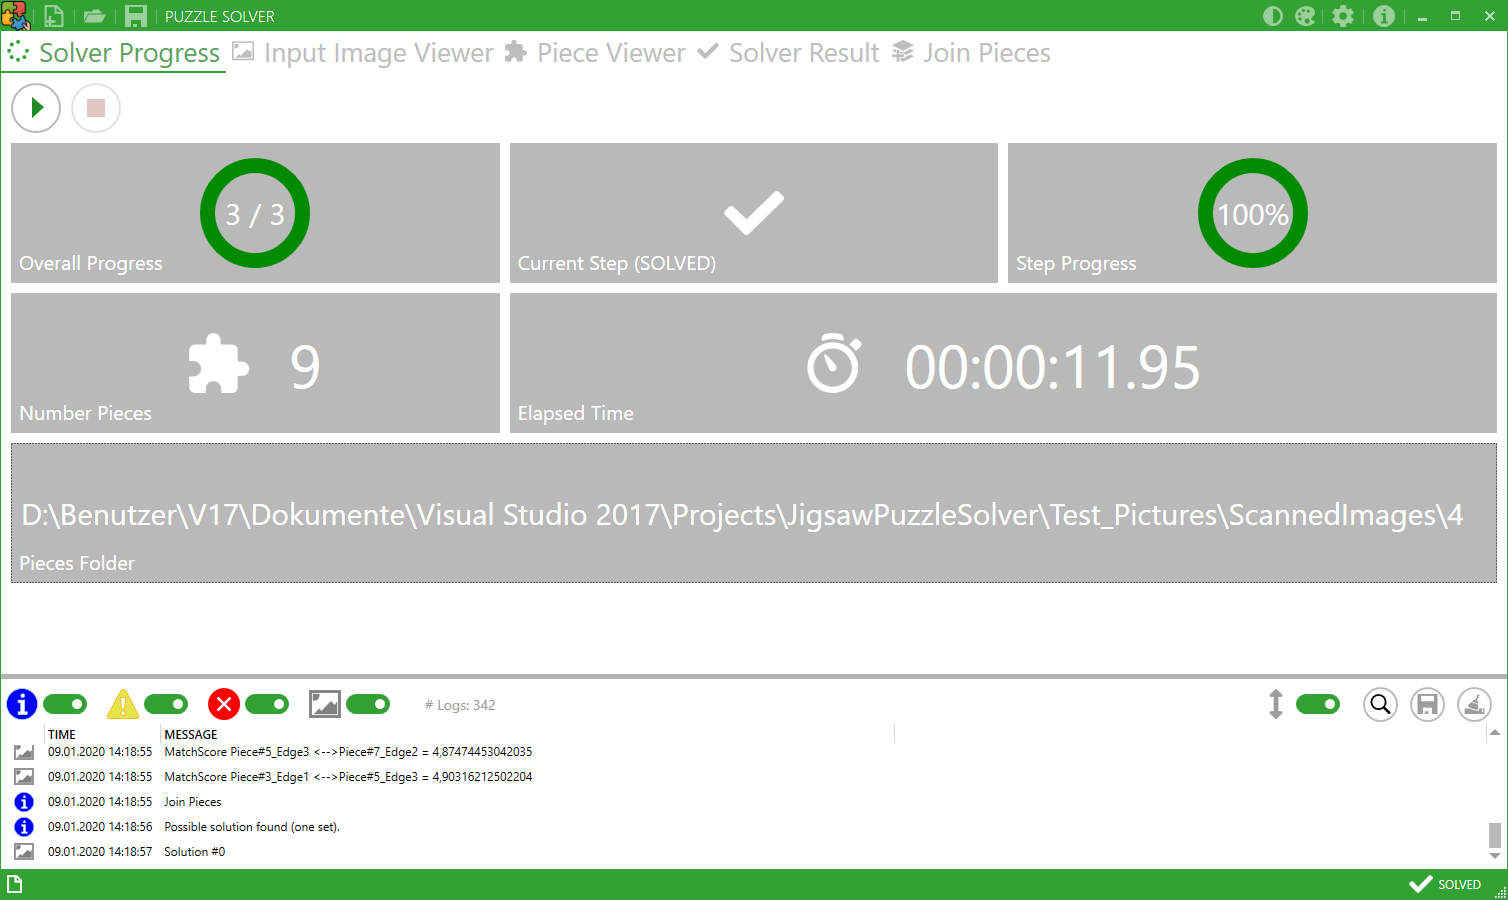 PUZZLE SOLVER
Solver Progress Input Image Viewer Piece Viewer Solver Result Join Pieces
3 / 3
Overall Progress
Current Step (SOLVED)
100%
Step Progress
9
Number Pieces
00:00:11.95
Elapsed Time
D:\Benutzer\V17\Dokumente\Visual Studio 2017\Projects\JigsawPuzzleSolver\Test_Pictures\ScannedImages\4
Pieces Folder
# Logs: 342
TIME MESSAGE
09.01.2020 14:18:55 MatchScore Piece#5_Edge3 <-->Piece#7_Edge2 = 4,87474453042035
09.01.2020 14:18:55 MatchScore Piece#3_Edge1 <-->Piece#5_Edge3 = 4,90316212502204
09.01.2020 14:18:55 Join Pieces
09.01.2020 14:18:56 Possible solution found (one set).
09.01.2020 14:18:57 Solution #0
SOLVED